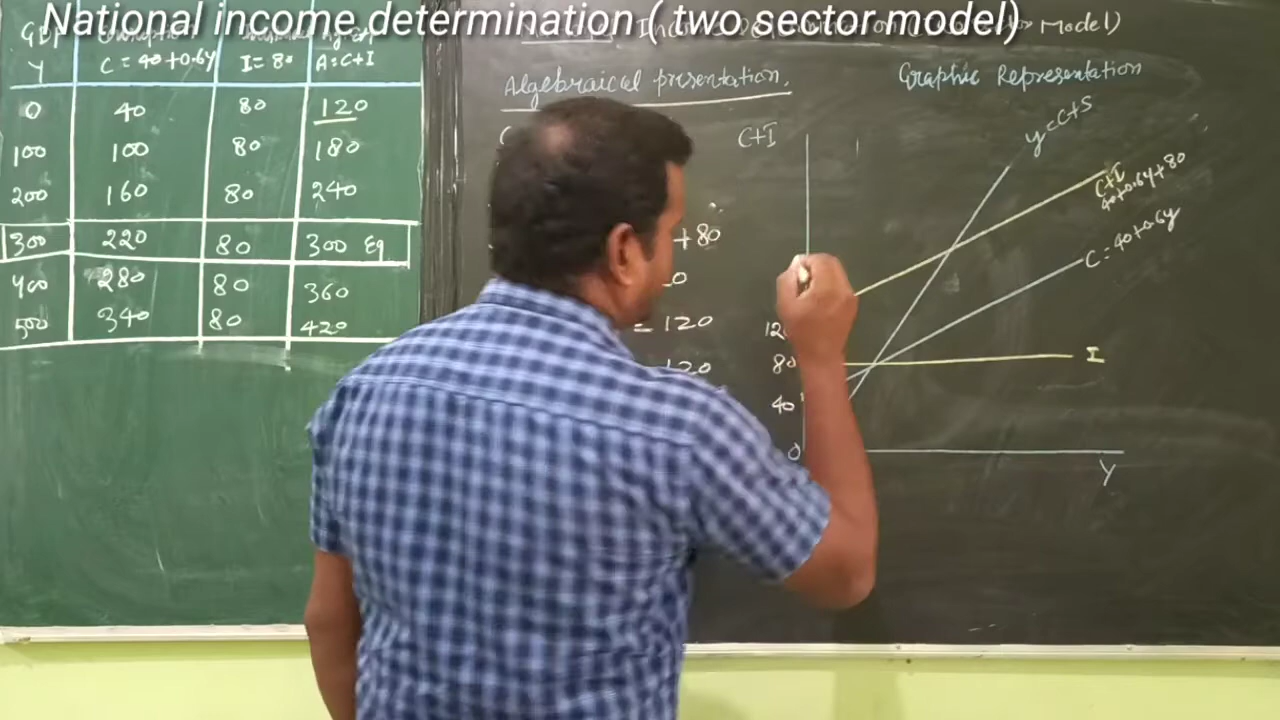 National income determination ( two sector model)
GDP
Y C = 40+0.6Y I = 80 A=C+I
0 40 80 120
100 100 80 180
200 160 80 240
300 220 80 300 Eq
400 280 80 360
500 340 80 420
Model)
Algebraical presentation.
+80
= 120
120
Graphic Representation
C+I
y=C+S
C+I
40+0.6Y+80
C = 40+0.6Y
I
80
40
0
Y